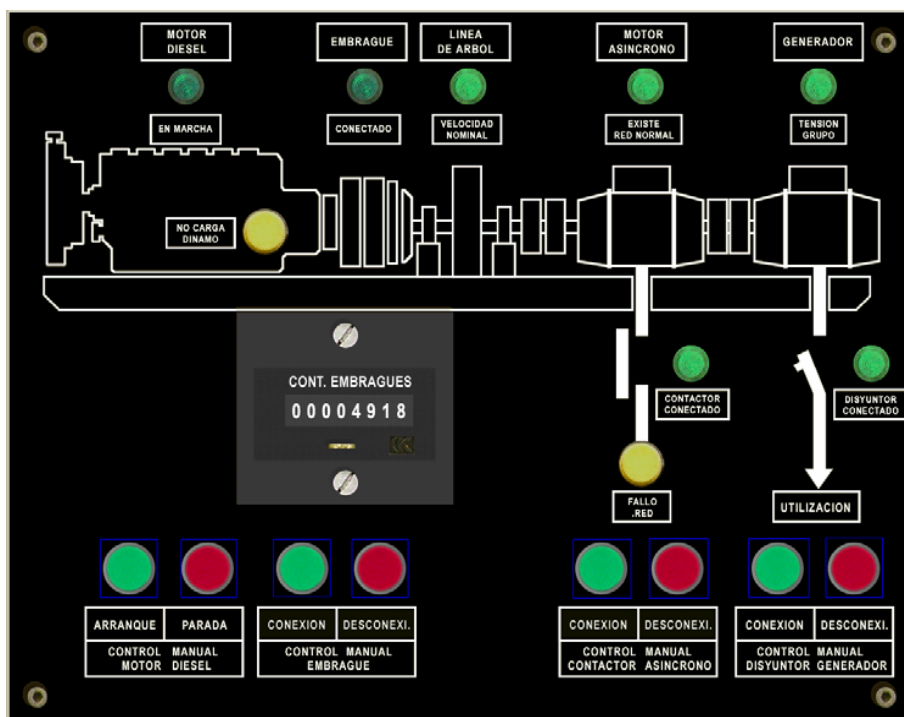 MOTOR
DIESEL
EMBRAGUE
LINEA
DE ARBOL
MOTOR
ASINCRONO
GENERADOR
EN MARCHA
CONECTADO
VELOCIDAD
NOMINAL
EXISTE
RED NORMAL
TENSION
GRUPO
NO CARGA
DINAMO
CONT. EMBRAGUES
00004918
CONTACTOR
CONECTADO
DISYUNTOR
CONECTADO
FALLO
.RED
UTILIZACION
ARRANQUE
PARADA
CONTROL MANUAL
MOTOR DIESEL
CONEXION
DESCONEXI.
CONTROL MANUAL
EMBRAGUE
CONEXION
DESCONEXI.
CONTROL MANUAL
CONTACTOR ASINCRONO
CONEXION
DESCONEXI.
CONTROL MANUAL
DISYUNTOR GENERADOR